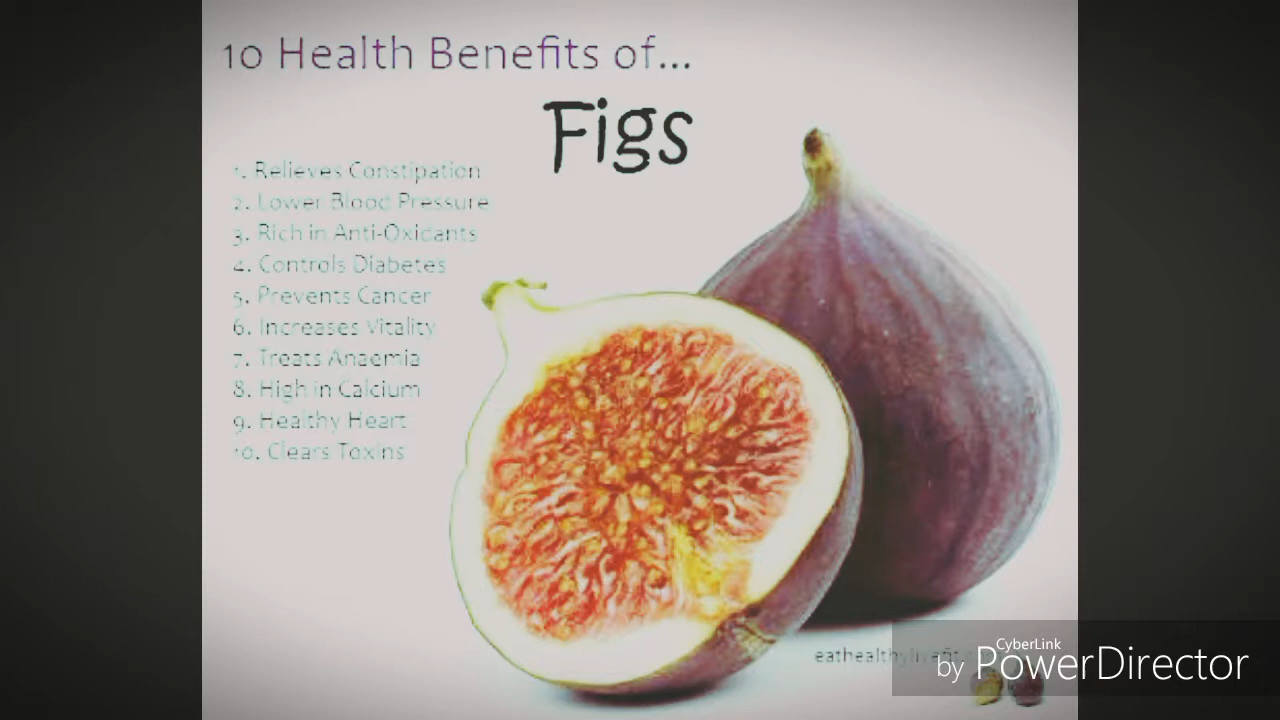 10 Health Benefits of...
Figs
1. Relieves Constipation
2. Lower Blood Pressure
3. Rich in Anti-Oxidants
4. Controls Diabetes
5. Prevents Cancer
6. Increases Vitality
7. Treats Anaemia
8. High in Calcium
9. Healthy Heart
10. Clears Toxins
CyberLink
by PowerDirector